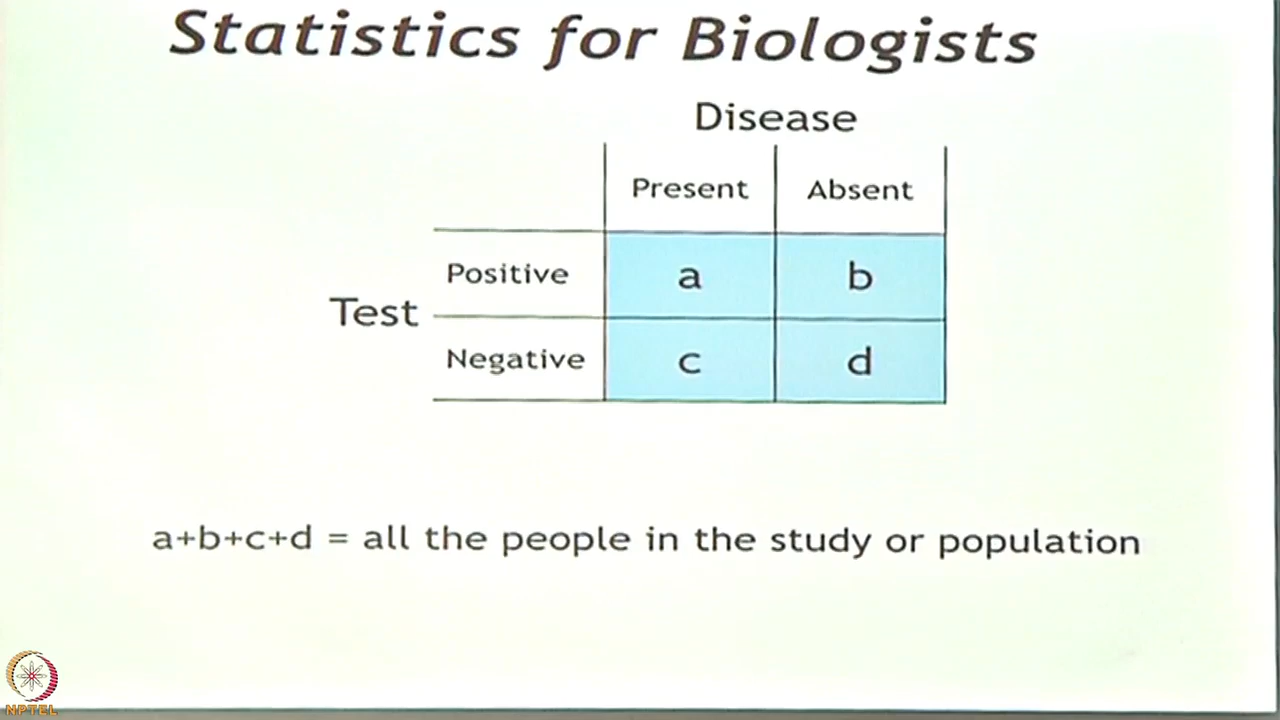 Statistics for Biologists
Disease
Present Absent
Positive a b
Test
Negative c d
a+b+c+d = all the people in the study or population
NPTEL